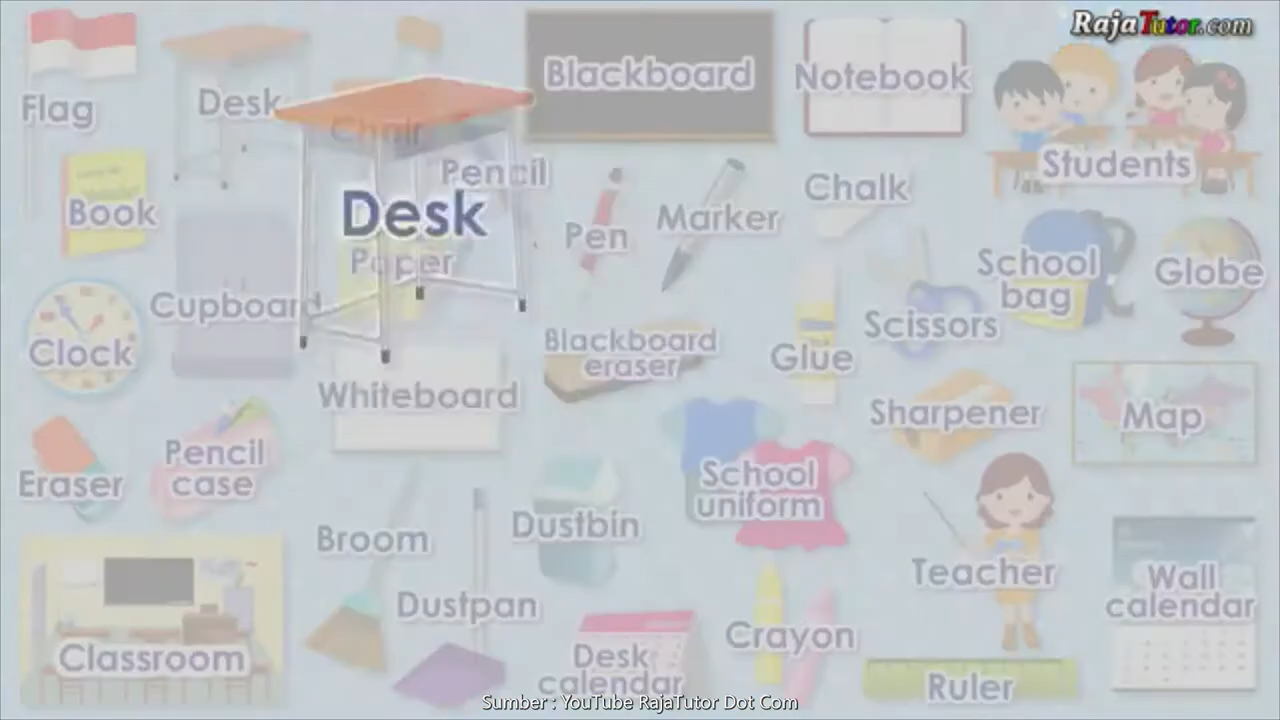 RajaTutor.com
Flag
Desk
Chair
Blackboard
Notebook
Students
Book
Desk
Pencil
Pen
Marker
Chalk
Paper
Cupboard
School
bag
Globe
Clock
Scissors
Blackboard
eraser
Glue
Whiteboard
Sharpener
Map
Eraser
Pencil
case
School
uniform
Broom
Dustbin
Teacher
Wall
calendar
Dustpan
Classroom
Desk
calendar
Crayon
Ruler
Sumber : YouTube RajaTutor Dot Com